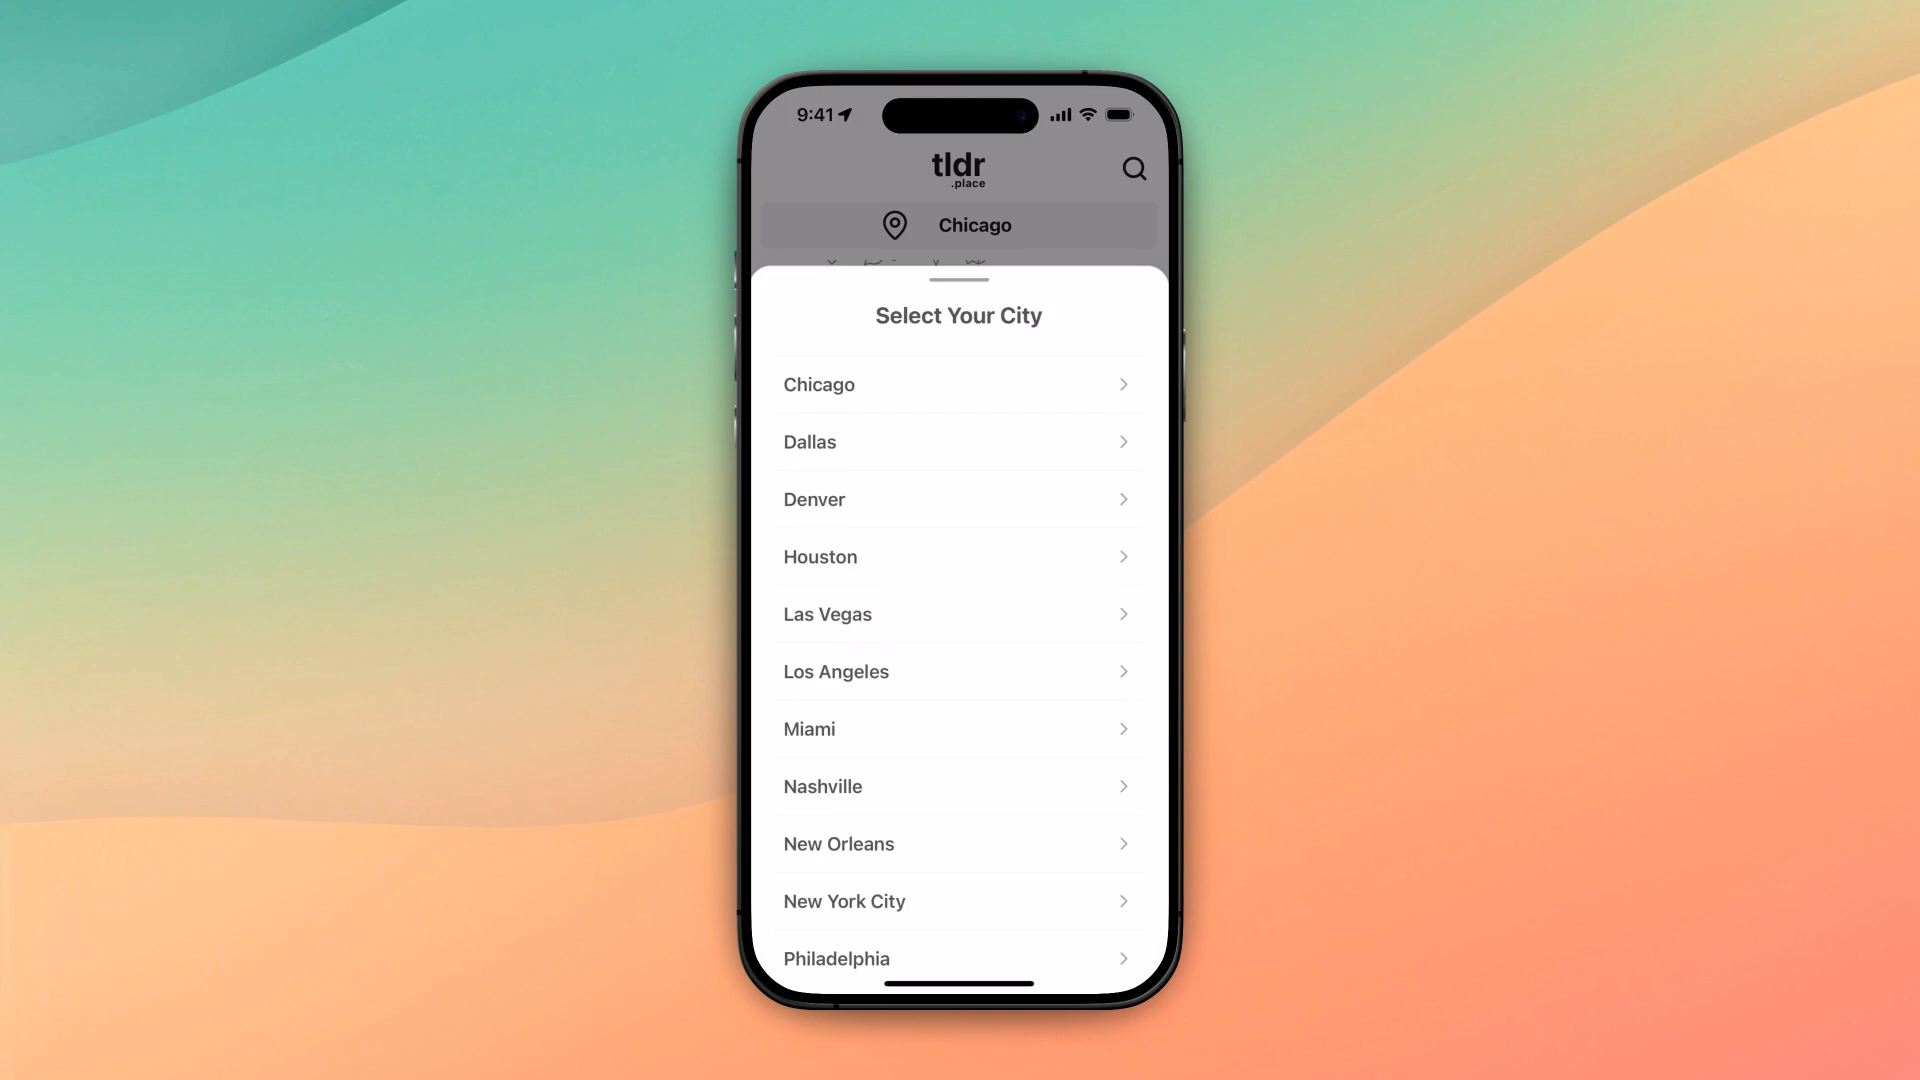 9:41
tldr
.place
Chicago
Select Your City
Chicago
Dallas
Denver
Houston
Las Vegas
Los Angeles
Miami
Nashville
New Orleans
New York City
Philadelphia